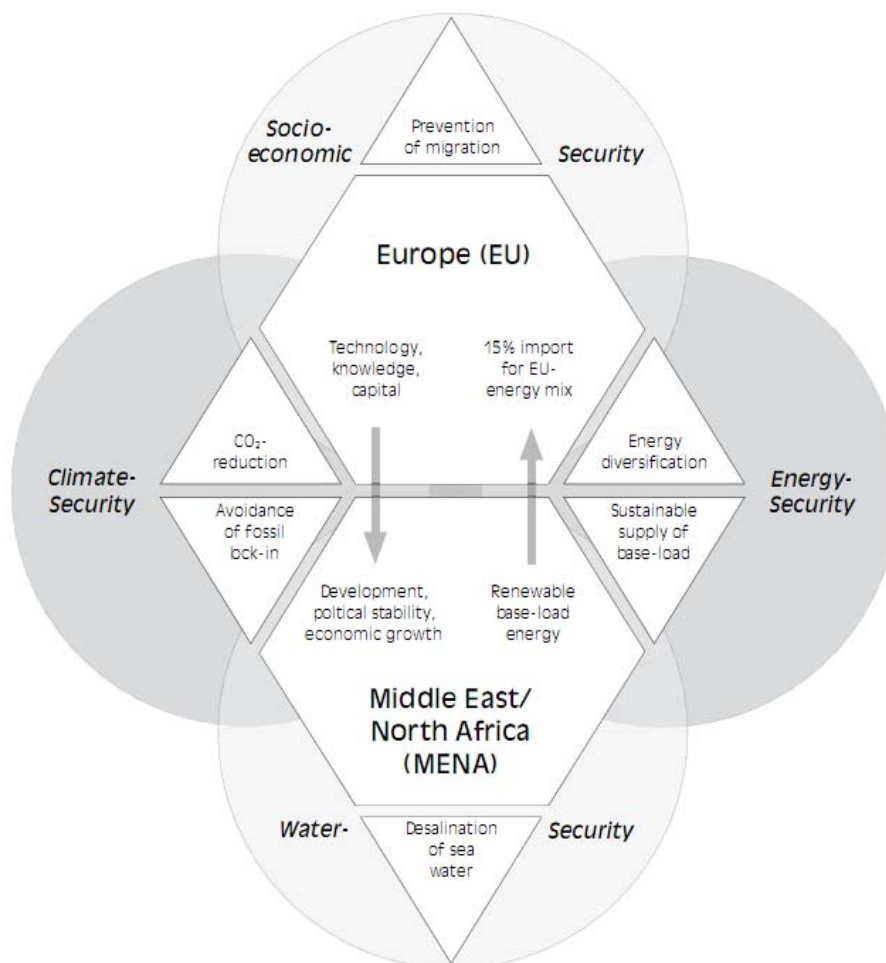 Prevention
of migration
Socio-
economic
Security
Europe (EU)
Technology,
knowledge,
capital
15% import
for EU-
energy mix
CO₂-
reduction
Energy
diversification
Climate-
Security
Energy-
Security
Avoidance
of fossil
lock-in
Sustainable
supply of
base-load
Development,
poltical stability,
economic growth
Renewable
base-load
energy
Middle East/
North Africa
(MENA)
Water-
Security
Desalination
of sea
water